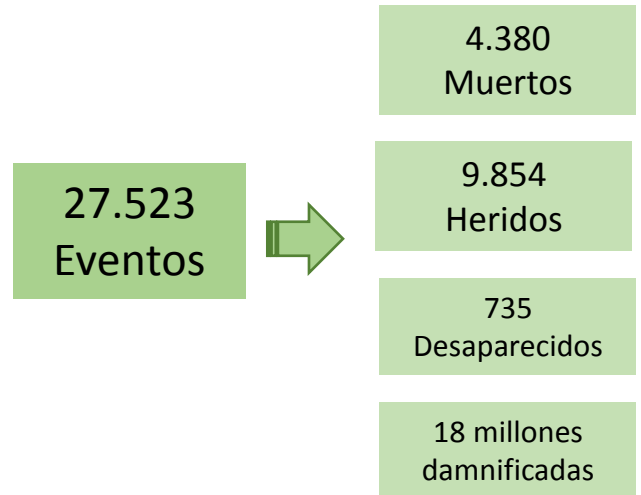 27.523
Eventos
4.380
Muertos
9.854
Heridos
735
Desaparecidos
18 millones
damnificadas